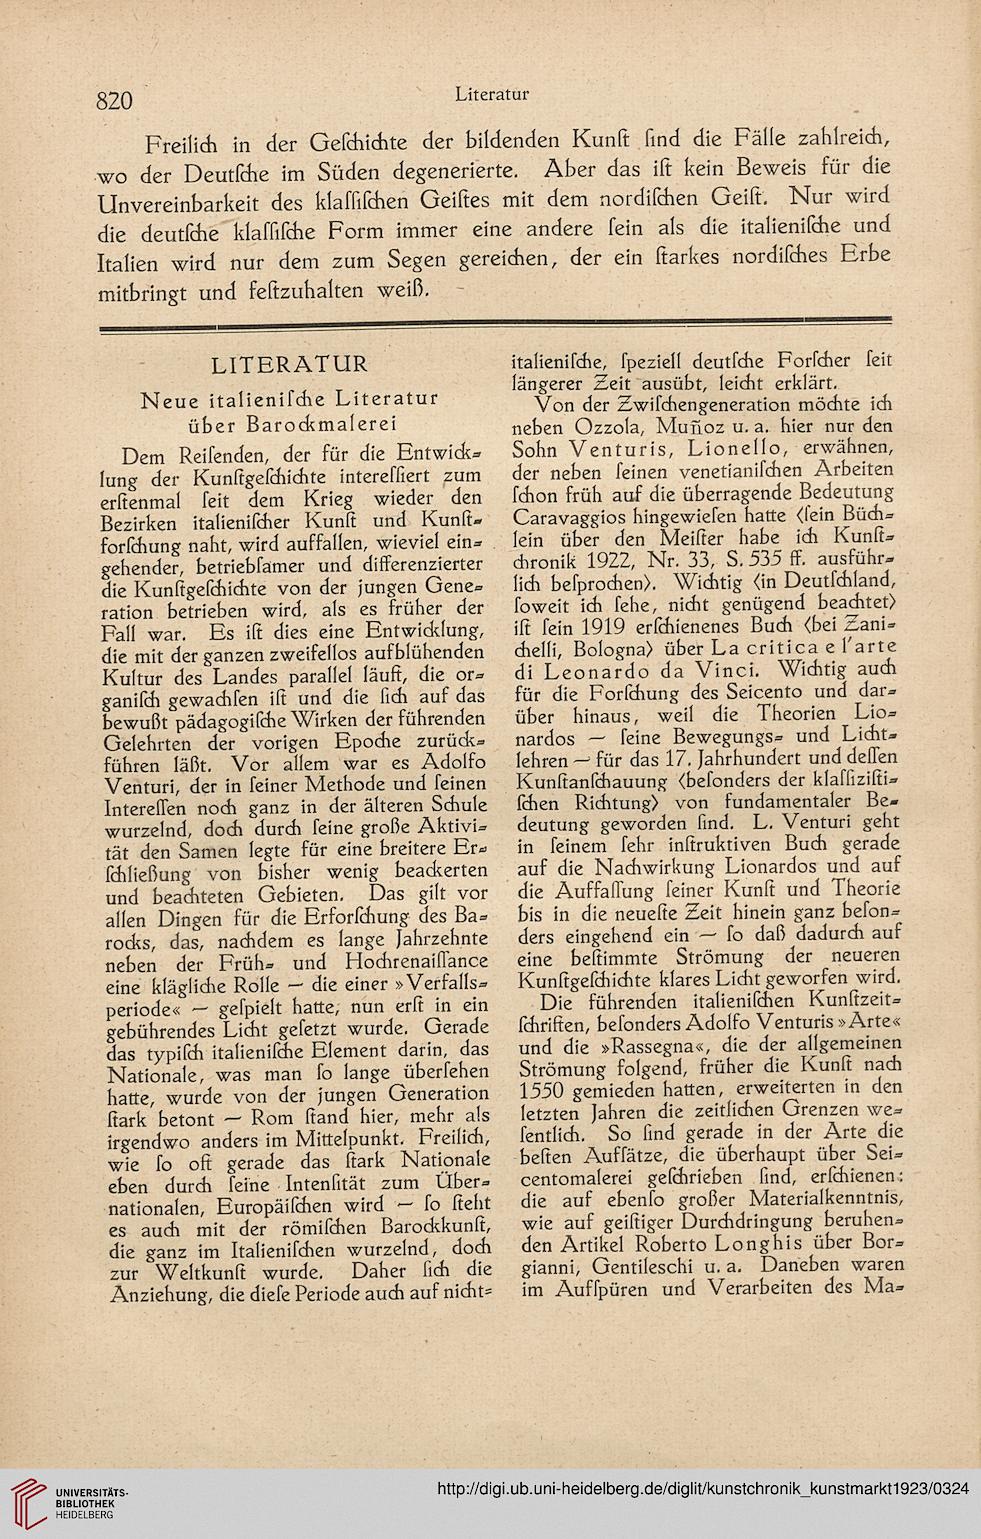 820
Literatur
Freilich in der Geſchichte der bildenden Kunſt ſind die Fälle zahlreich,
wo der Deutſche im Süden degenerierte. Aber das iſt kein Beweis für die
Unvereinbarkeit des klaſſiſchen Geiſtes mit dem nordiſchen Geiſt. Nur wird
die deutſche klaſſiſche Form immer eine andere ſein als die italieniſche und
Italien wird nur dem zum Segen gereichen, der ein ſtarkes nordiſches Erbe
mitbringt und feſtzuhalten weiß.
LITERATUR
Neue italieniſche Literatur
über Barockmalerei
Dem Reiſenden, der für die Entwick-
lung der Kunſtgeſchichte intereſſiert zum
erſtenmal ſeit dem Krieg wieder den
Bezirken italieniſcher Kunſt und Kunſt-
forſchung naht, wird auffallen, wieviel ein-
gehender, betriebſamer und differenzierter
die Kunſtgeſchichte von der jungen Gene-
ration betrieben wird, als es früher der
Fall war. Es iſt dies eine Entwicklung,
die mit der ganzen zweifellos aufblühenden
Kultur des Landes parallel läuft, die or-
ganiſch gewachſen iſt und die ſich auf das
bewußt pädagogiſche Wirken der führenden
Gelehrten der vorigen Epoche zurück-
führen läßt. Vor allem war es Adolfo
Venturi, der in ſeiner Methode und ſeinen
Intereſſen noch ganz in der älteren Schule
wurzelnd, doch durch ſeine große Aktivi-
tät den Samen legte für eine breitere Er-
ſchließung von bisher wenig beackerten
und beachteten Gebieten. Das gilt vor
allen Dingen für die Erforſchung des Ba-
rocks, das, nachdem es lange Jahrzehnte
neben der Früh- und Hochrenaiſſance
eine klägliche Rolle — die einer »Verfalls-
periode« — geſpielt hatte, nun erſt in ein
gebührendes Licht geſetzt wurde. Gerade
das typiſch italieniſche Element darin, das
Nationale, was man ſo lange überſehen
hatte, wurde von der jungen Generation
ſtark betont — Rom ſtand hier, mehr als
irgendwo anders im Mittelpunkt. Freilich,
wie ſo oft gerade das ſtark Nationale
eben durch ſeine Intenſität zum Über-
nationalen, Europäiſchen wird — ſo ſteht
es auch mit der römiſchen Barockkunſt,
die ganz im Italieniſchen wurzelnd, doch
zur Weltkunſt wurde. Daher ſich die
Anziehung, die dieſe Periode auch auf nicht-
italieniſche, ſpeziell deutſche Forſcher ſeit
längerer Zeit ausübt, leicht erklärt.
Von der Zwiſchengeneration möchte ich
neben Ozzola, Muñoz u. a. hier nur den
Sohn Venturis, Lionello, erwähnen,
der neben ſeinen venetianiſchen Arbeiten
ſchon früh auf die überragende Bedeutung
Caravaggios hingewieſen hatte <ſein Büch-
lein über den Meiſter habe ich Kunſt-
chronik 1922, Nr. 33, S. 535 ff. ausführ-
lich beſprochen>. Wichtig <in Deutſchland,
ſoweit ich ſehe, nicht genügend beachtet>
iſt ſein 1919 erſchienenes Buch <bei Zani-
chelli, Bologna> über La critica e l'arte
di Leonardo da Vinci. Wichtig auch
für die Forſchung des Seicento und dar-
über hinaus, weil die Theorien Lio-
nardos — ſeine Bewegungs- und Licht-
lehren — für das 17. Jahrhundert und deſſen
Kunſtanſchauung <beſonders der klaſſiziſti-
ſchen Richtung> von fundamentaler Be-
deutung geworden ſind. L. Venturi geht
in ſeinem ſehr inſtruktiven Buch gerade
auf die Nachwirkung Lionardos und auf
die Auffaſſung ſeiner Kunſt und Theorie
bis in die neueſte Zeit hinein ganz beſon-
ders eingehend ein — ſo daß dadurch auf
eine beſtimmte Strömung der neueren
Kunſtgeſchichte klares Licht geworfen wird.
Die führenden italieniſchen Kunſtzeit-
ſchriften, beſonders Adolfo Venturis »Arte«
und die »Rassegna«, die der allgemeinen
Strömung folgend, früher die Kunſt nach
1550 gemieden hatten, erweiterten in den
letzten Jahren die zeitlichen Grenzen we-
ſentlich. So ſind gerade in der Arte die
beſten Aufſätze, die überhaupt über Sei-
centomalerei geſchrieben ſind, erſchienen:
die auf ebenſo großer Materialkenntnis,
wie auf geiſtiger Durchdringung beruhen-
den Artikel Roberto Longhis über Bor-
gianni, Gentileschi u. a. Daneben waren
im Aufſpüren und Verarbeiten des Ma-
UNIVERSITÄTS-
BIBLIOTHEK
HEIDELBERG
http://digi.ub.uni-heidelberg.de/diglit/kunstchronik_kunstmarkt1923/0324